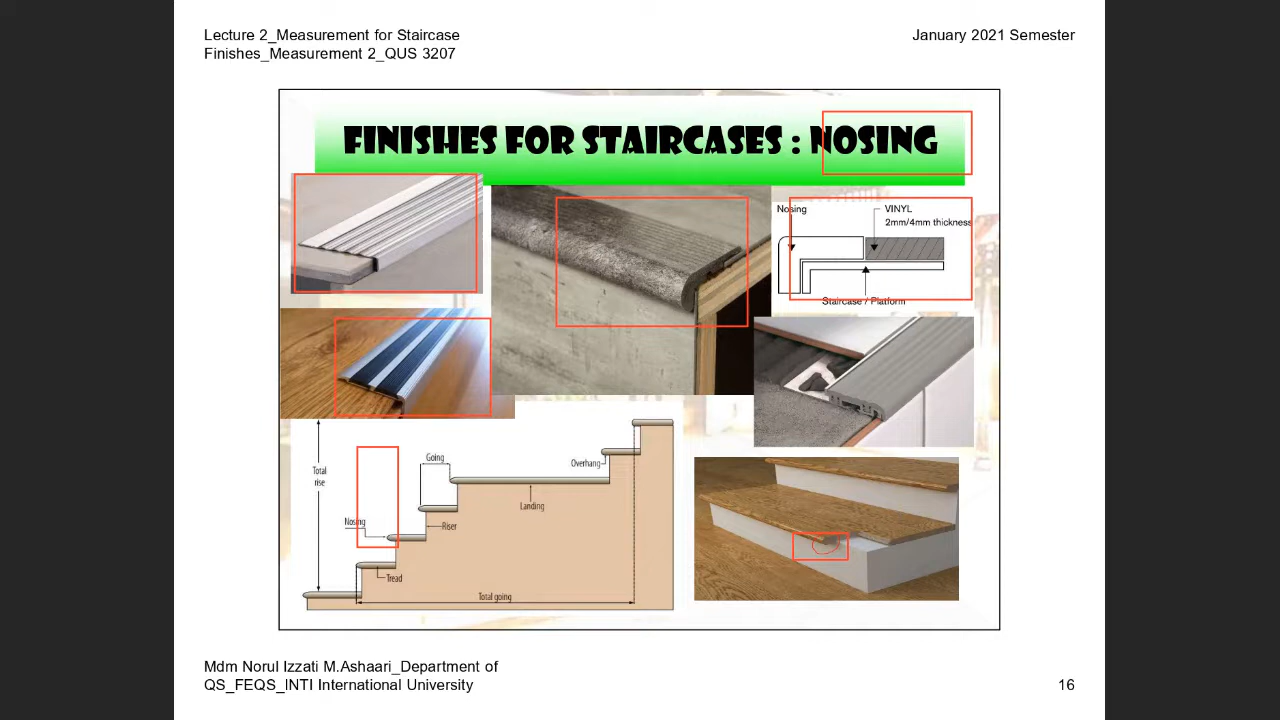 Lecture 2_Measurement for Staircase
Finishes_Measurement 2_QUS 3207
January 2021 Semester
FINISHES FOR STAIRCASES : NOSING
Nosing
VINYL
2mm/4mm thickness
Staircase / Platform
Total
rise
Going
Overhang
Landing
Nosing
Riser
Tread
Total going
Mdm Norul Izzati M.Ashaari_Department of
QS_FEQS_INTI International University
16